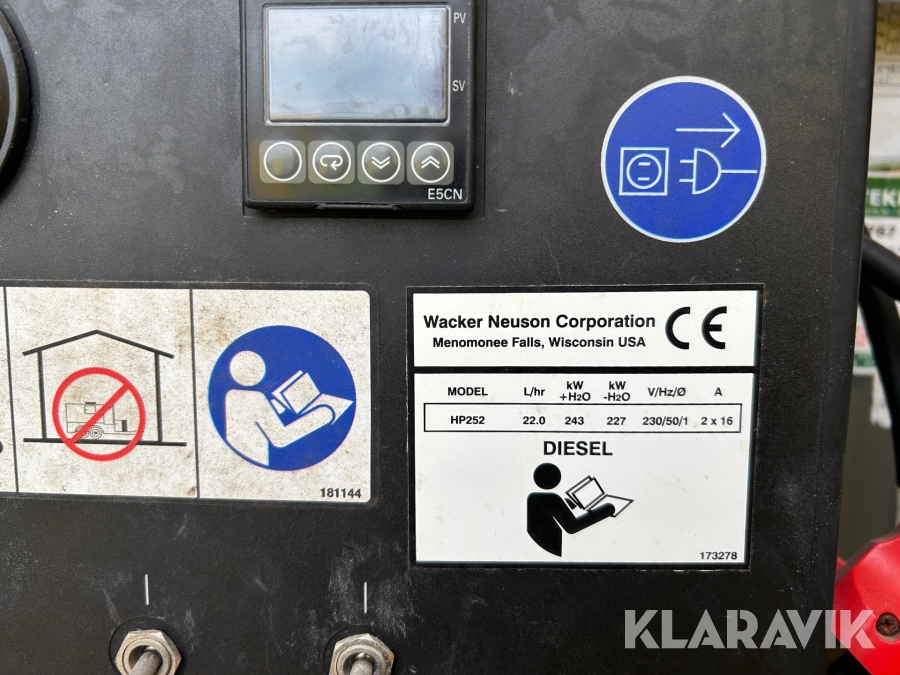 PV
SV
E5CN
Wacker Neuson Corporation CE
Menomonee Falls, Wisconsin USA
MODEL L/hr kW +H2O kW -H2O V/Hz/Ø A
HP252 22.0 243 227 230/50/1 2 x 16
DIESEL
173278
181144
KLARAVIK